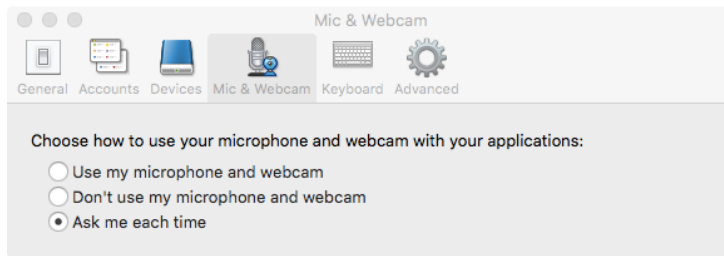 Mic & Webcam
General Accounts Devices Mic & Webcam Keyboard Advanced
Choose how to use your microphone and webcam with your applications:
Use my microphone and webcam
Don't use my microphone and webcam
Ask me each time